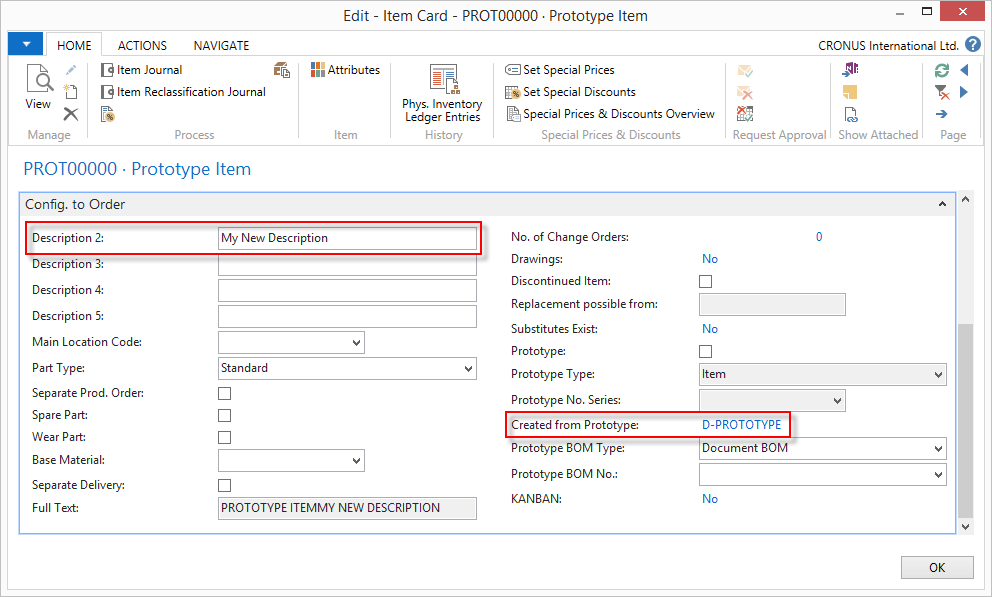 Edit - Item Card - PROT00000 · Prototype Item
HOME ACTIONS NAVIGATE CRONUS International Ltd. ?
View
Manage
Item Journal
Item Reclassification Journal
Process
Attributes
Item
Phys. Inventory
Ledger Entries
History
Set Special Prices
Set Special Discounts
Special Prices & Discounts Overview
Special Prices & Discounts
Request Approval
Show Attached
Page
PROT00000 · Prototype Item
Config. to Order
Description 2: My New Description
Description 3:
Description 4:
Description 5:
Main Location Code:
Part Type: Standard
Separate Prod. Order:
Spare Part:
Wear Part:
Base Material:
Separate Delivery:
Full Text: PROTOTYPE ITEMMY NEW DESCRIPTION
No. of Change Orders: 0
Drawings: No
Discontinued Item:
Replacement possible from:
Substitutes Exist: No
Prototype:
Prototype Type: Item
Prototype No. Series:
Created from Prototype: D-PROTOTYPE
Prototype BOM Type: Document BOM
Prototype BOM No.:
KANBAN: No
OK